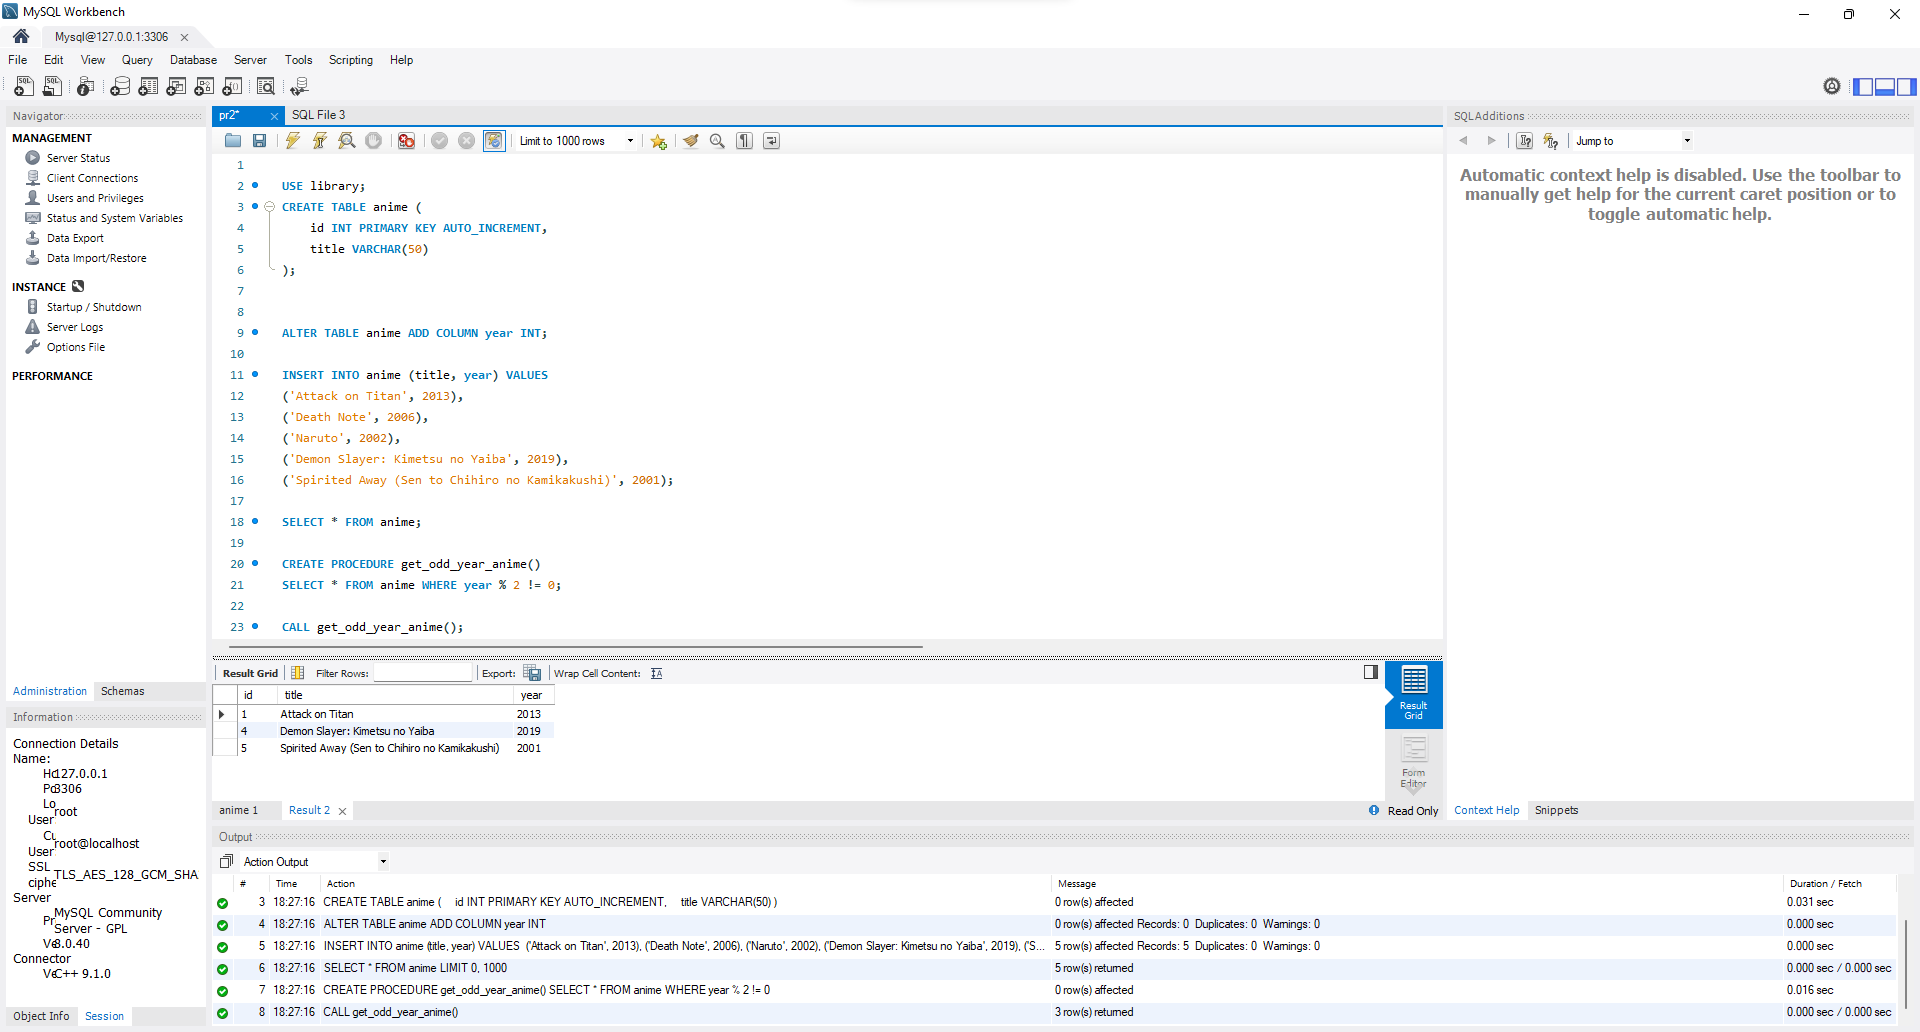 MySQL Workbench
Mysql@127.0.0.1:3306
File Edit View Query Database Server Tools Scripting Help
Navigator
MANAGEMENT
Server Status
Client Connections
Users and Privileges
Status and System Variables
Data Export
Data Import/Restore
INSTANCE
Startup / Shutdown
Server Logs
Options File
PERFORMANCE
Administration Schemas
Information
Connection Details
Name:
Hc127.0.0.1
Pc3306
Lo
root
User
Cu
root@localhost
User
SSL
TLS_AES_128_GCM_SHA
ciphe
Server
MySQL Community
Pr
Server - GPL
Ve8.0.40
Connector
VeC++ 9.1.0
Object Info Session
pr2* SQL File 3
Limit to 1000 rows
1
2 USE library;
3 CREATE TABLE anime (
4 id INT PRIMARY KEY AUTO_INCREMENT,
5 title VARCHAR(50)
6 );
7
8
9 ALTER TABLE anime ADD COLUMN year INT;
10
11 INSERT INTO anime (title, year) VALUES
12 ('Attack on Titan', 2013),
13 ('Death Note', 2006),
14 ('Naruto', 2002),
15 ('Demon Slayer: Kimetsu no Yaiba', 2019),
16 ('Spirited Away (Sen to Chihiro no Kamikakushi)', 2001);
17
18 SELECT * FROM anime;
19
20 CREATE PROCEDURE get_odd_year_anime()
21 SELECT * FROM anime WHERE year % 2 != 0;
22
23 CALL get_odd_year_anime();
Result Grid Filter Rows: Export: Wrap Cell Content:
id title year
1 Attack on Titan 2013
4 Demon Slayer: Kimetsu no Yaiba 2019
5 Spirited Away (Sen to Chihiro no Kamikakushi) 2001
Result
Grid
Form
Editor
anime 1 Result 2 Read Only
SQLAdditions
Jump to
Automatic context help is disabled. Use the toolbar to
manually get help for the current caret position or to
toggle automatic help.
Context Help Snippets
Output
Action Output
# Time Action Message Duration / Fetch
3 18:27:16 CREATE TABLE anime ( id INT PRIMARY KEY AUTO_INCREMENT, title VARCHAR(50) ) 0 row(s) affected 0.031 sec
4 18:27:16 ALTER TABLE anime ADD COLUMN year INT 0 row(s) affected Records: 0 Duplicates: 0 Warnings: 0 0.000 sec
5 18:27:16 INSERT INTO anime (title, year) VALUES ('Attack on Titan', 2013), ('Death Note', 2006), ('Naruto', 2002), ('Demon Slayer: Kimetsu no Yaiba', 2019), ('S... 5 row(s) affected Records: 5 Duplicates: 0 Warnings: 0 0.000 sec
6 18:27:16 SELECT * FROM anime LIMIT 0, 1000 5 row(s) returned 0.000 sec / 0.000 sec
7 18:27:16 CREATE PROCEDURE get_odd_year_anime() SELECT * FROM anime WHERE year % 2 != 0 0 row(s) affected 0.016 sec
8 18:27:16 CALL get_odd_year_anime() 3 row(s) returned 0.000 sec / 0.000 sec